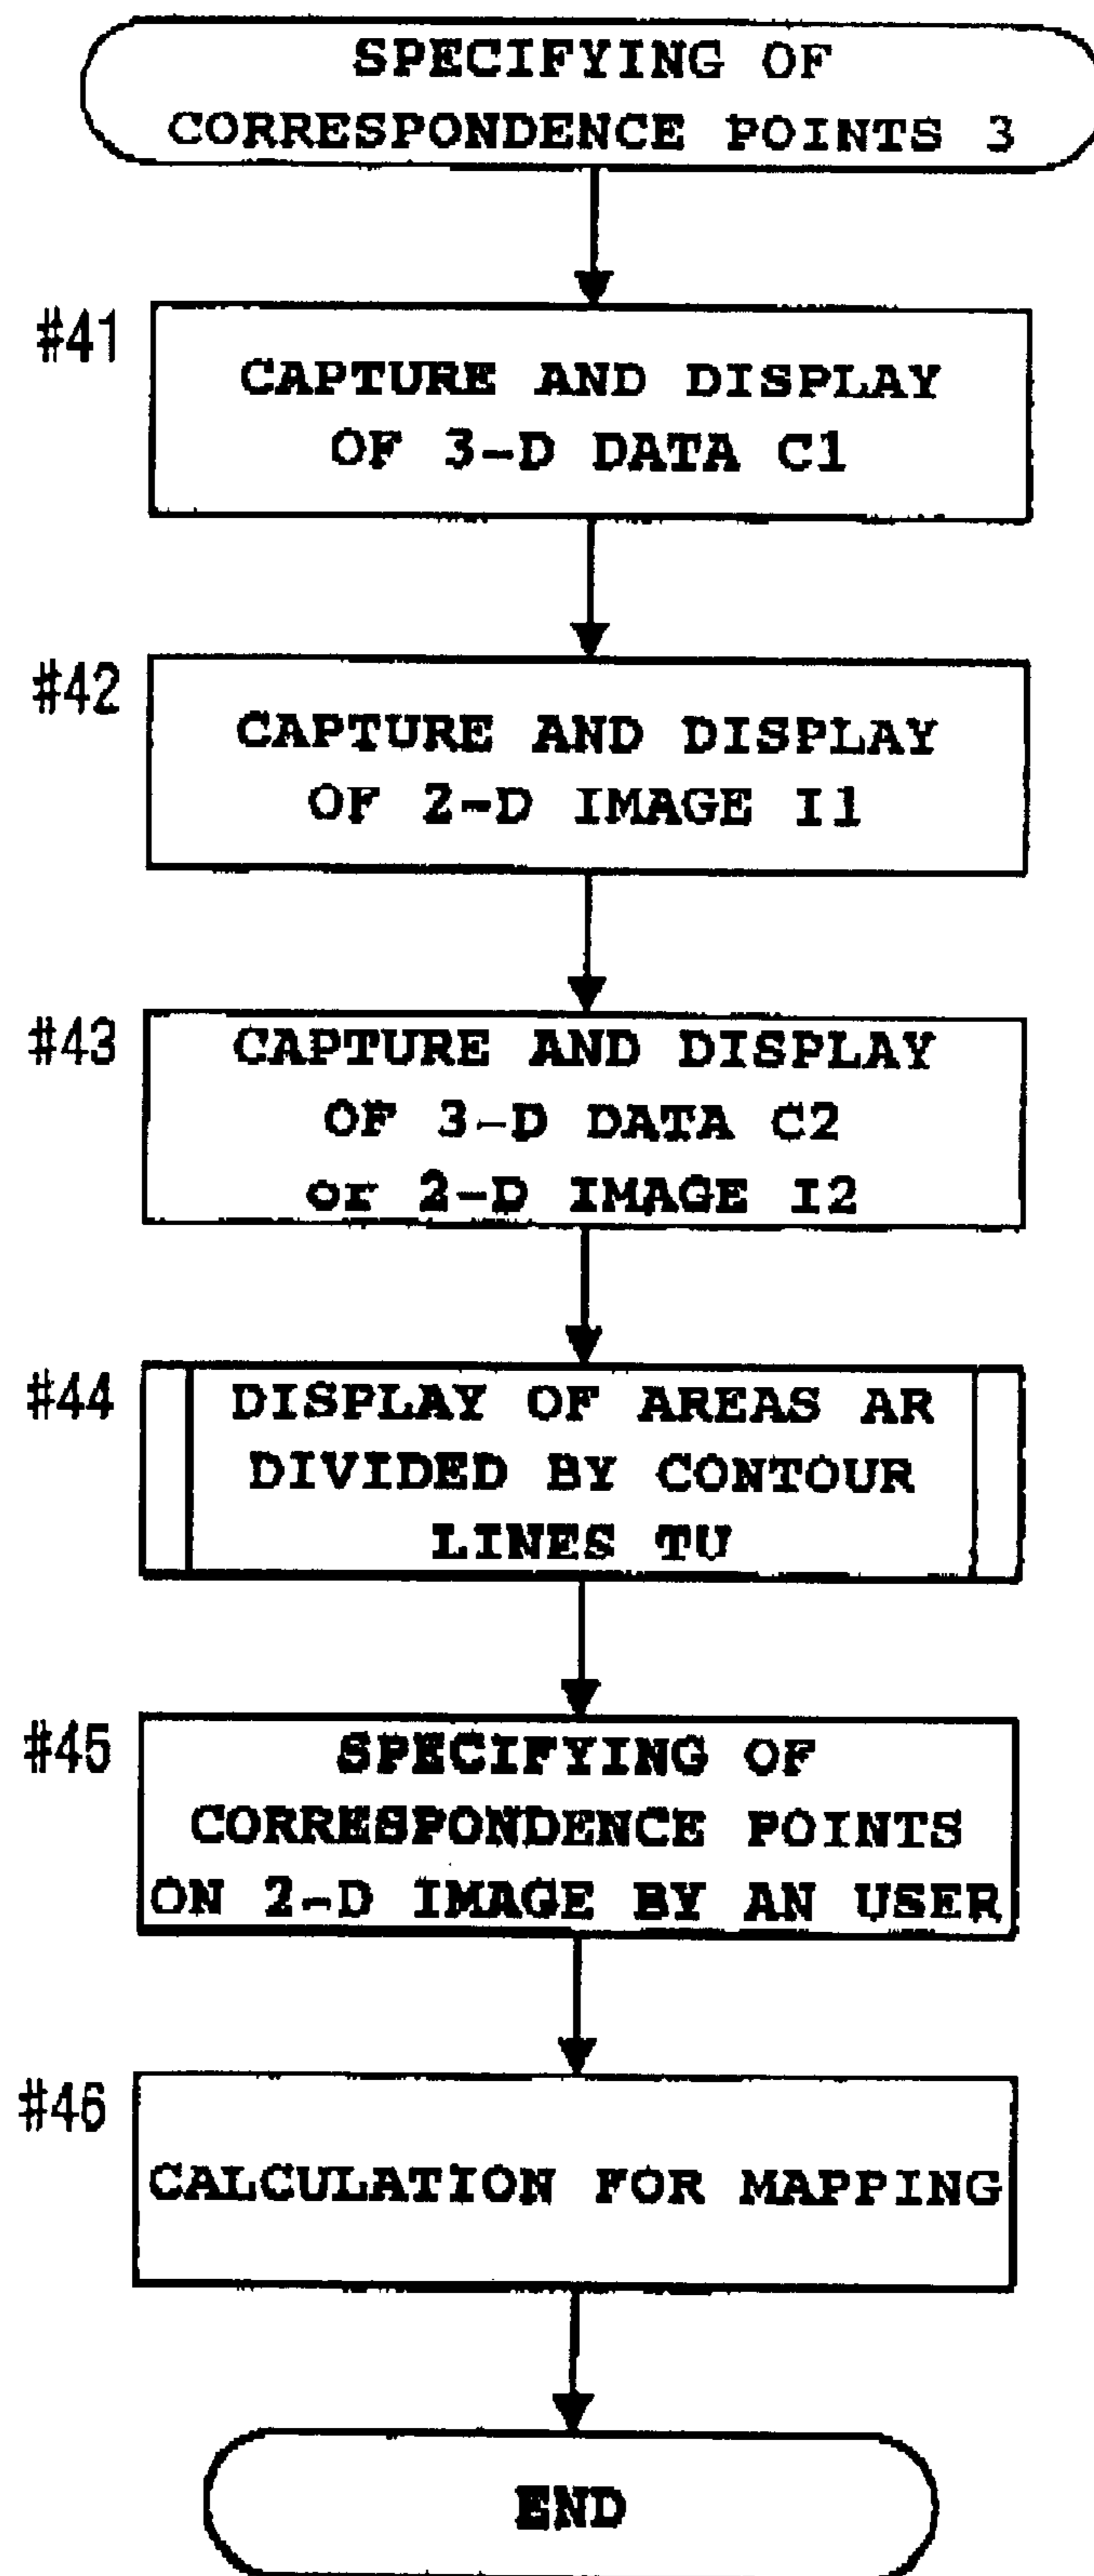 SPECIFYING OF
CORRESPONDENCE POINTS 3
#41
CAPTURE AND DISPLAY
OF 3-D DATA C1
#42
CAPTURE AND DISPLAY
OF 2-D IMAGE I1
#43
CAPTURE AND DISPLAY
OF 3-D DATA C2
or 2-D IMAGE I2
#44
DISPLAY OF AREAS AR
DIVIDED BY CONTOUR
LINES TU
#45
SPECIFYING OF
CORRESPONDENCE POINTS
ON 2-D IMAGE BY AN USER
#46
CALCULATION FOR MAPPING
END